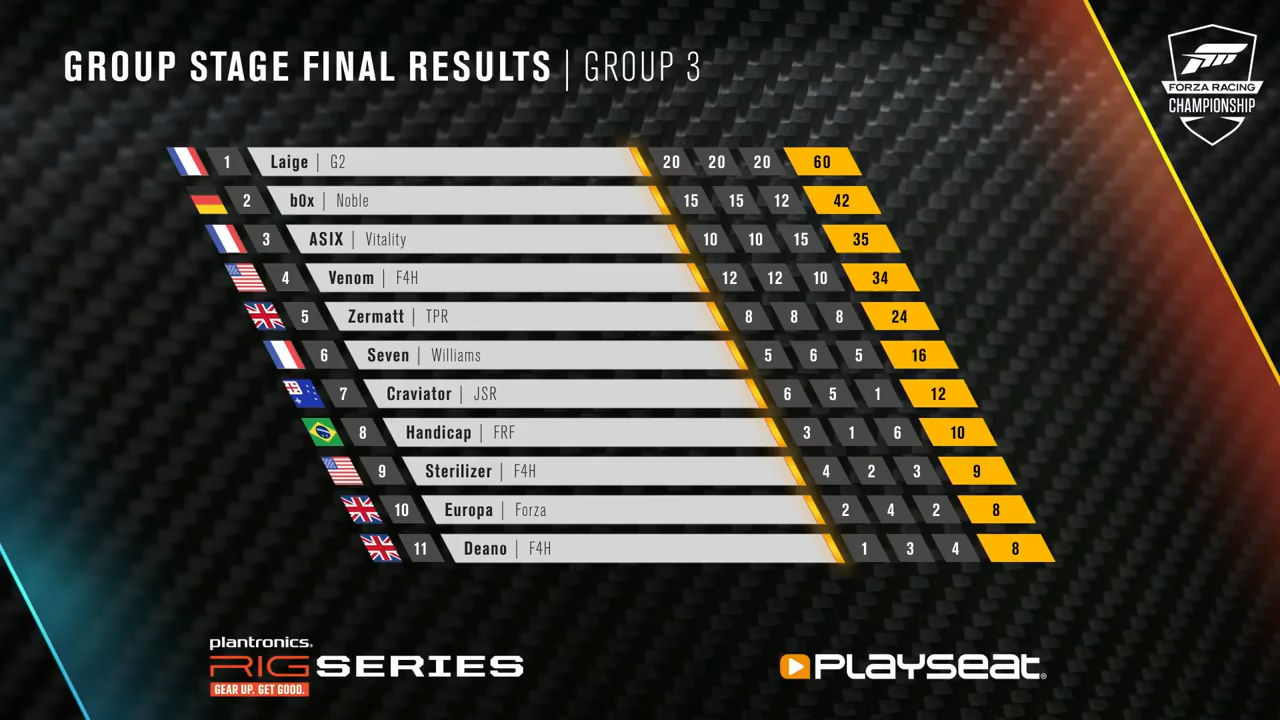 GROUP STAGE FINAL RESULTS | GROUP 3
FORZA RACING
CHAMPIONSHIP
1 Laige | G2 20 20 20 60
2 b0x | Noble 15 15 12 42
3 ASIX | Vitality 10 10 15 35
4 Venom | F4H 12 12 10 34
5 Zermatt | TPR 8 8 8 24
6 Seven | Williams 5 6 5 16
7 Craviator | JSR 6 5 1 12
8 Handicap | FRF 3 1 6 10
9 Sterilizer | F4H 4 2 3 9
10 Europa | Forza 2 4 2 8
11 Deano | F4H 1 3 4 8
plantronics.
RIG SERIES
GEAR UP. GET GOOD.
PLAYSEAT®